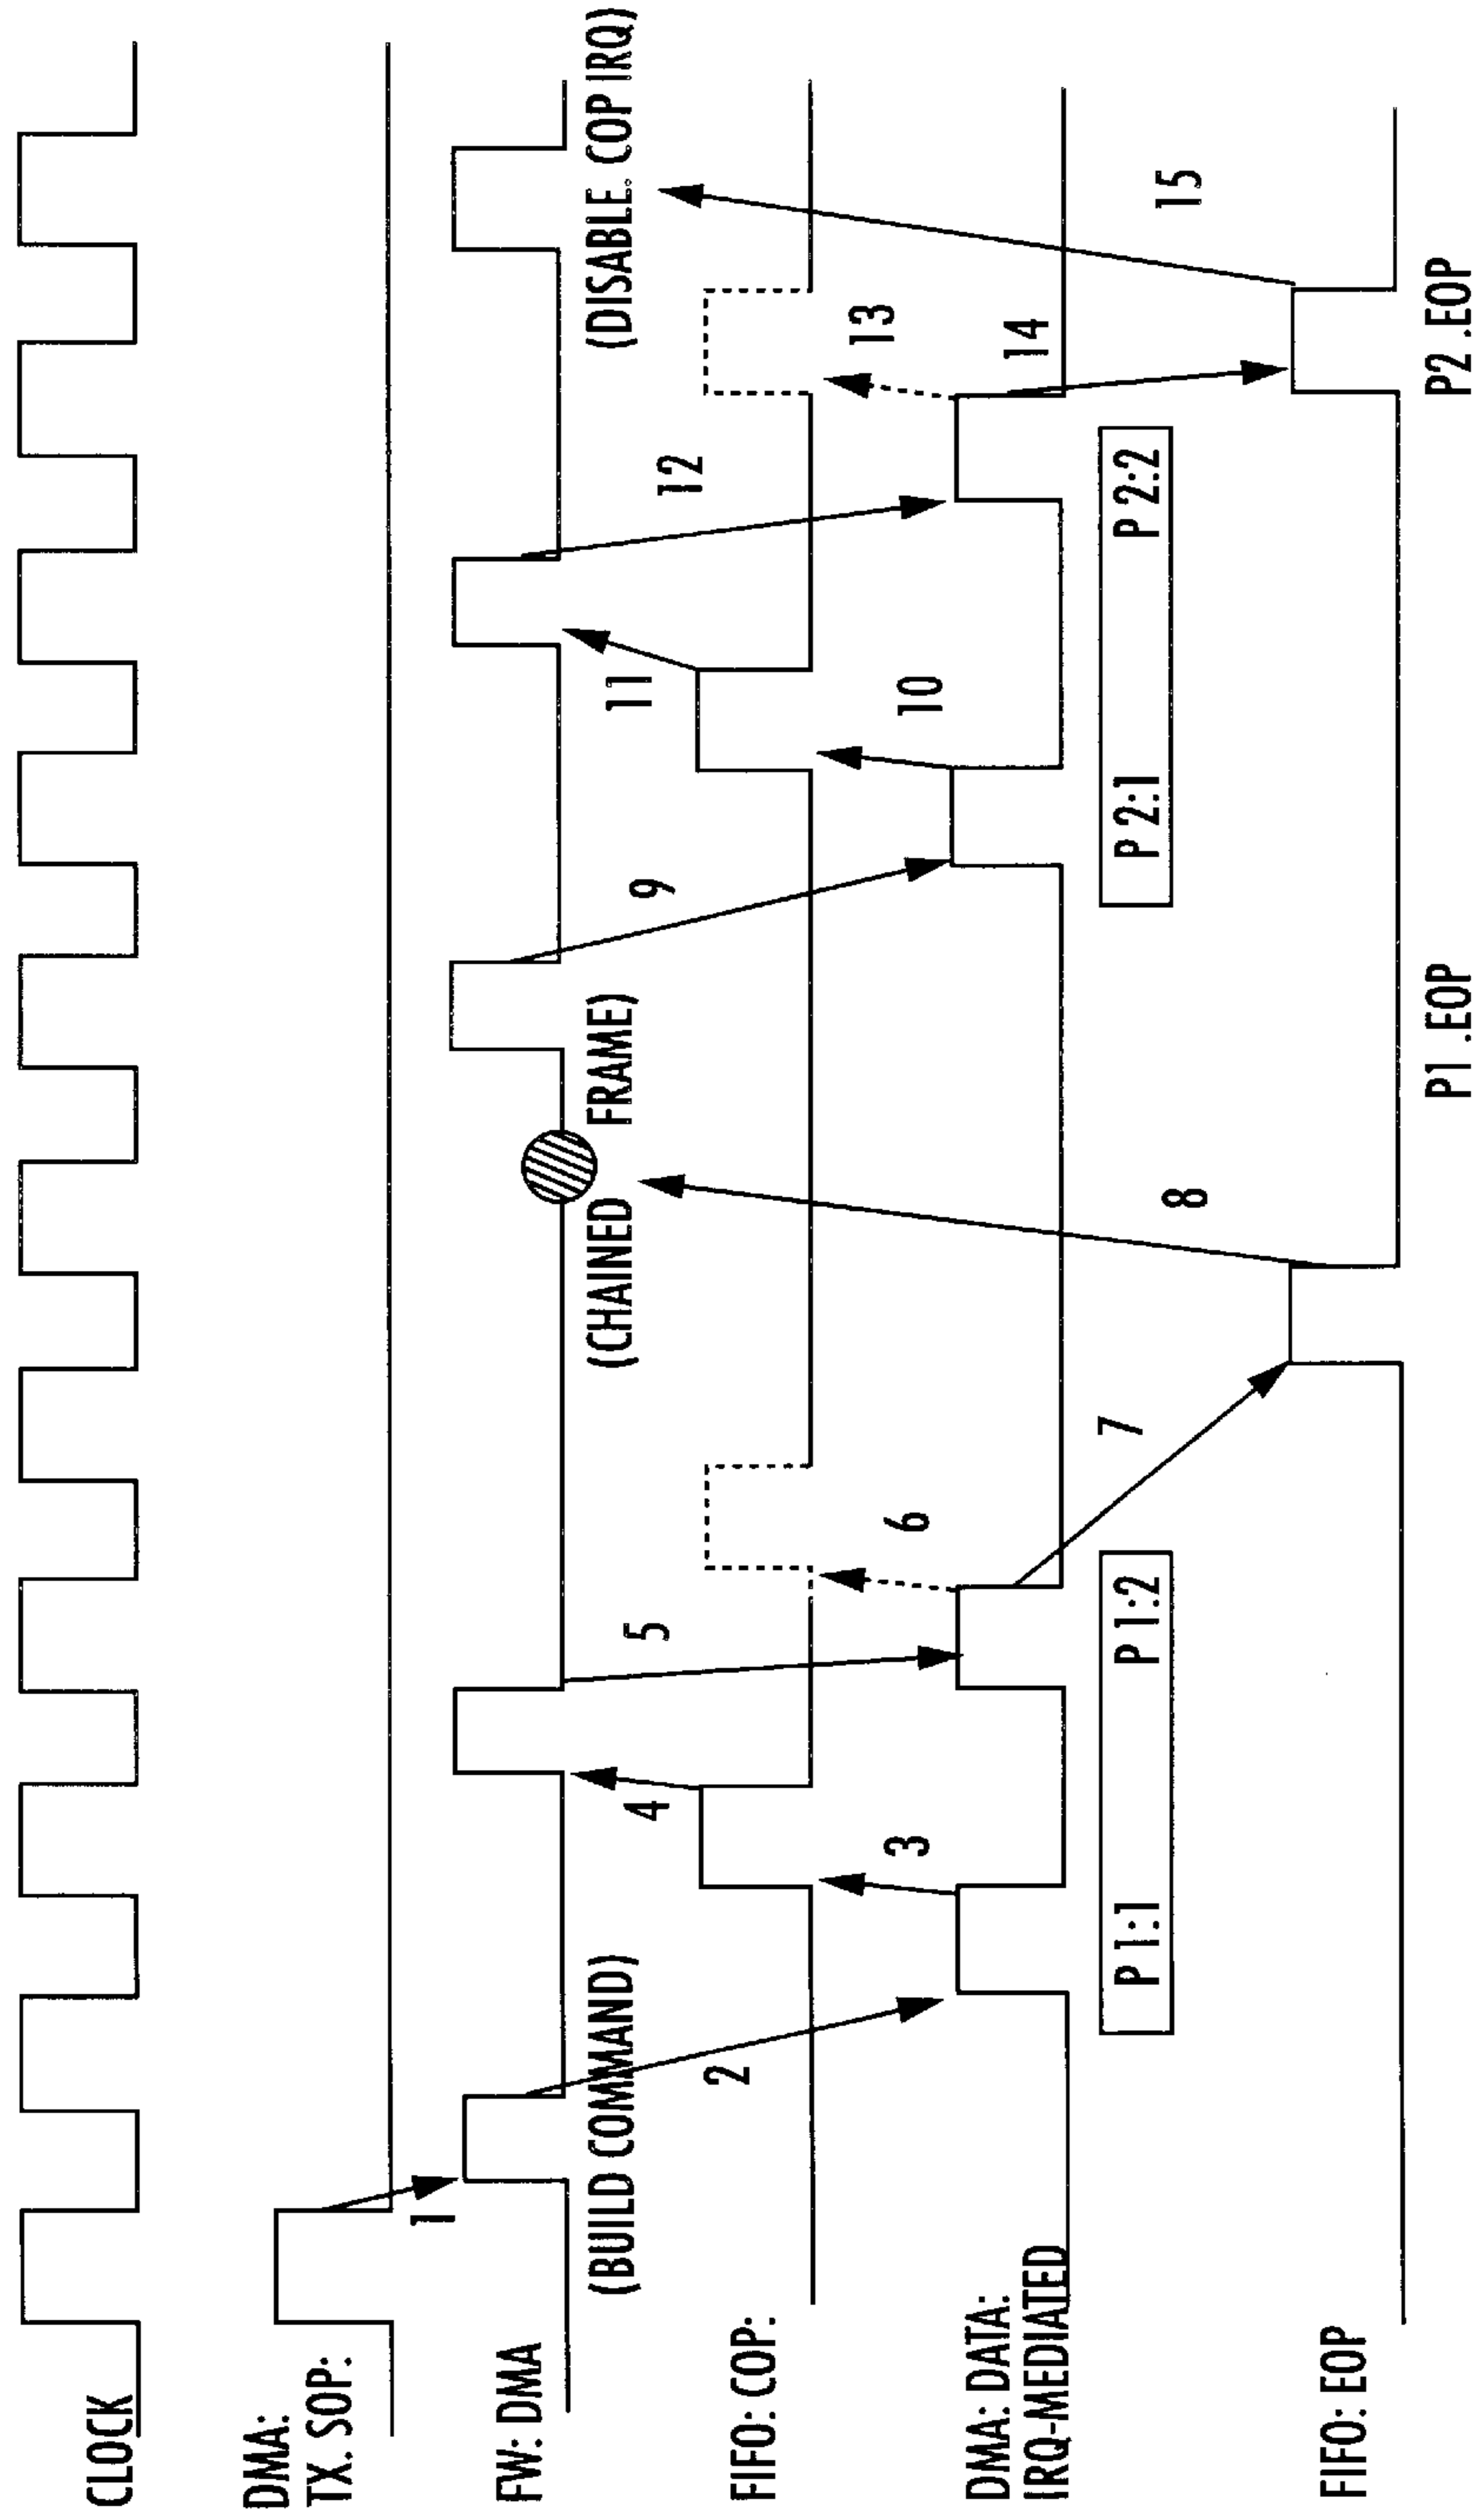 CLOCK
DMA:
TX. SOP:
1
FW: DMA
(BUILD COMMAND)
(CHAINED FRAME)
(DISABLE. COP IRQ)
2
4
5
9
11
12
FIFO: COP:
3
6
10
13
DMA: DATA:
IRQ-MEDIATED
14
P 1:1 P 1:2
P 2:1 P 2:2
7
8
15
FIFO: EOP
P1 .EOP
P2 .EOP